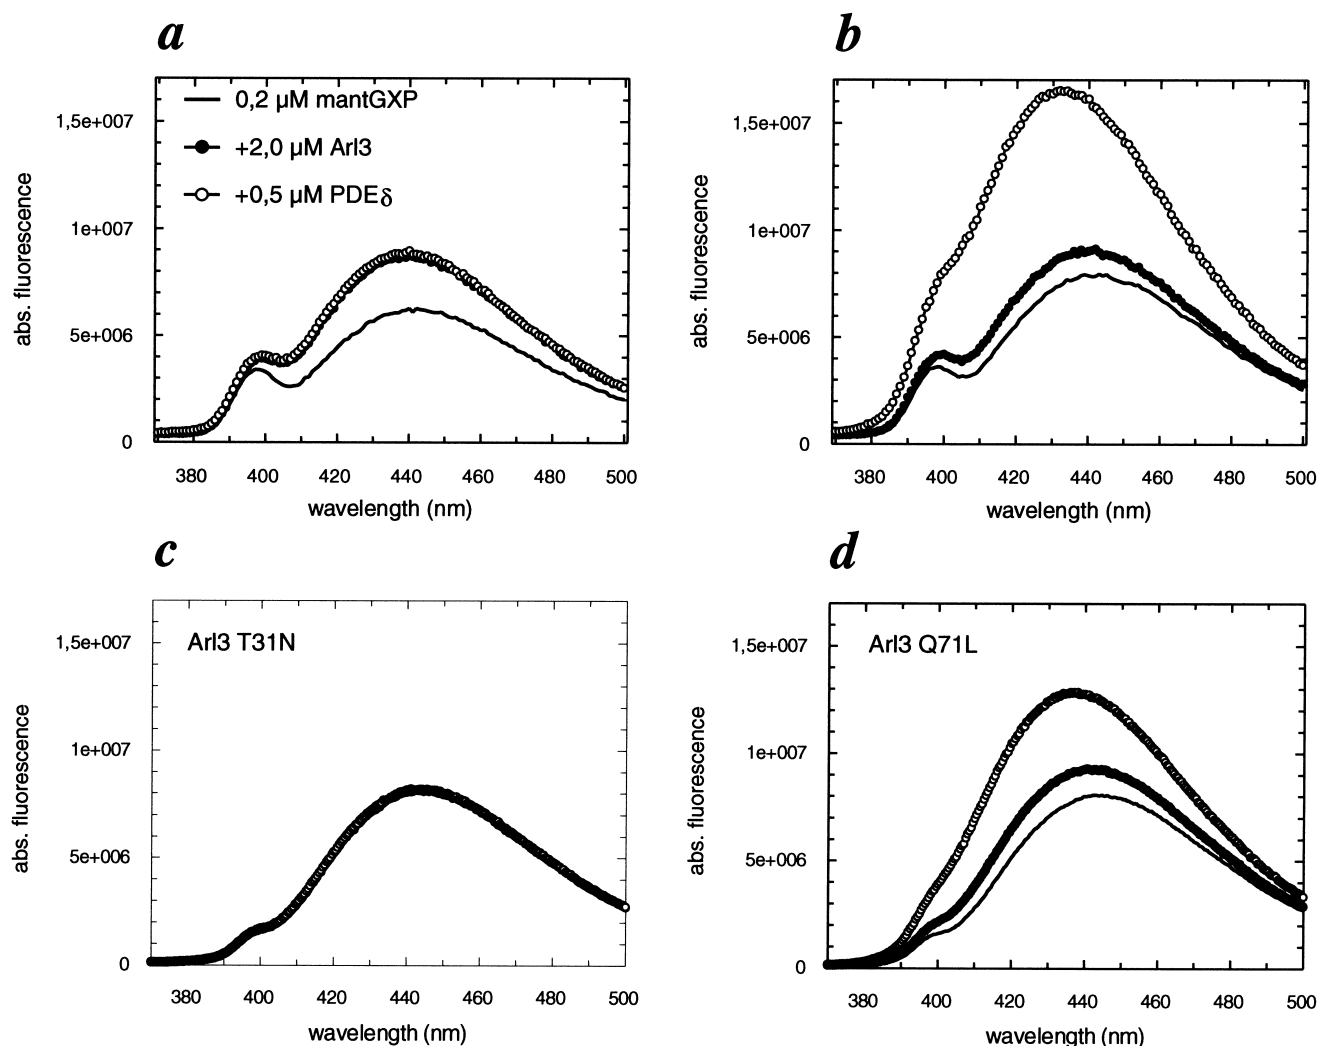 a
abs. fluorescence
1,5e+007
1e+007
5e+006
0
0,2 µM mantGXP
+2,0 µM Arl3
+0,5 µM PDEδ
380 400 420 440 460 480 500
wavelength (nm)
b
abs. fluorescence
1,5e+007
1e+007
5e+006
0
380 400 420 440 460 480 500
wavelength (nm)
c
abs. fluorescence
1,5e+007
1e+007
5e+006
0
Arl3 T31N
380 400 420 440 460 480 500
wavelength (nm)
d
abs. fluorescence
1,5e+007
1e+007
5e+006
0
Arl3 Q71L
380 400 420 440 460 480 500
wavelength (nm)